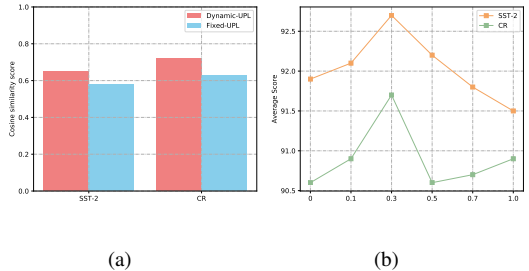 Cosine similarity score
1.0
0.8
0.6
0.4
0.2
0.0
Dynamic-UPL
Fixed-UPL
SST-2
CR
(a)
Average Score
92.5
92.0
91.5
91.0
90.5
SST-2
CR
0
0.1
0.3
0.5
0.7
1.0
(b)